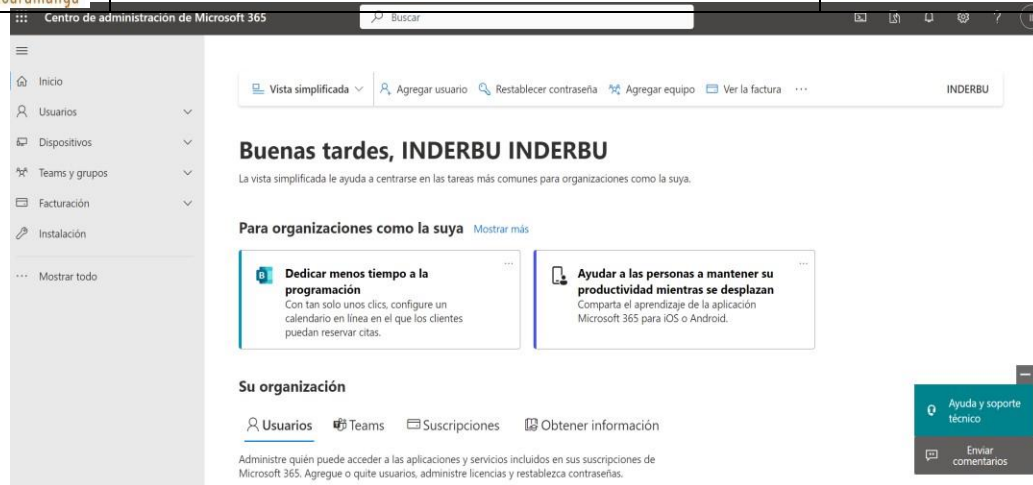 Centro de administración de Microsoft 365
Buscar
?
Inicio
Usuarios
Dispositivos
Teams y grupos
Facturación
Instalación
Mostrar todo
Vista simplificada
Agregar usuario
Restablecer contraseña
Agregar equipo
Ver la factura
INDERBU
Buenas tardes, INDERBU INDERBU
La vista simplificada le ayuda a centrarse en las tareas más comunes para organizaciones como la suya.
Para organizaciones como la suya Mostrar más
Dedicar menos tiempo a la
programación
Con tan solo unos clics, configure un
calendario en línea en el que los clientes
puedan reservar citas.
Ayudar a las personas a mantener su
productividad mientras se desplazan
Comparta el aprendizaje de la aplicación
Microsoft 365 para iOS o Android.
Su organización
Usuarios
Teams
Suscripciones
Obtener información
Administre quién puede acceder a las aplicaciones y servicios incluidos en sus suscripciones de
Microsoft 365. Agregue o quite usuarios, administre licencias y restablezca contraseñas.
Ayuda y soporte
técnico
Enviar
comentarios